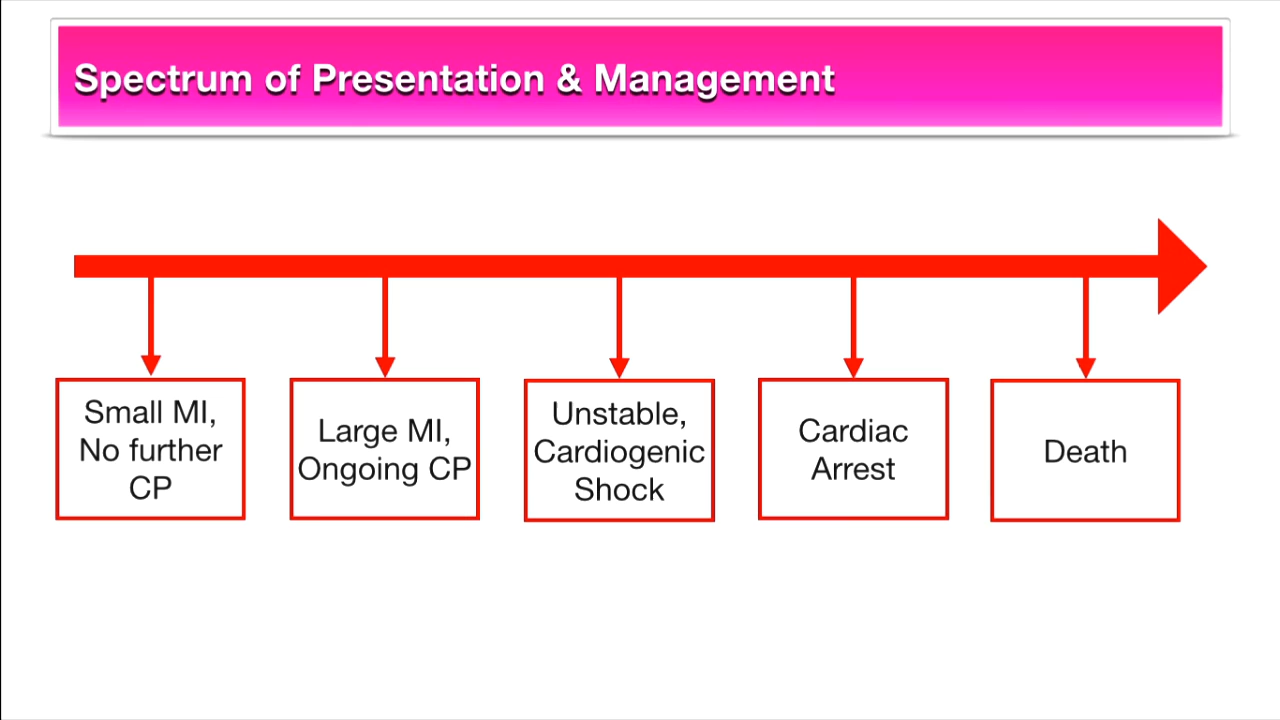 Spectrum of Presentation & Management
Small MI,
No further
CP
Large MI,
Ongoing CP
Unstable,
Cardiogenic
Shock
Cardiac
Arrest
Death